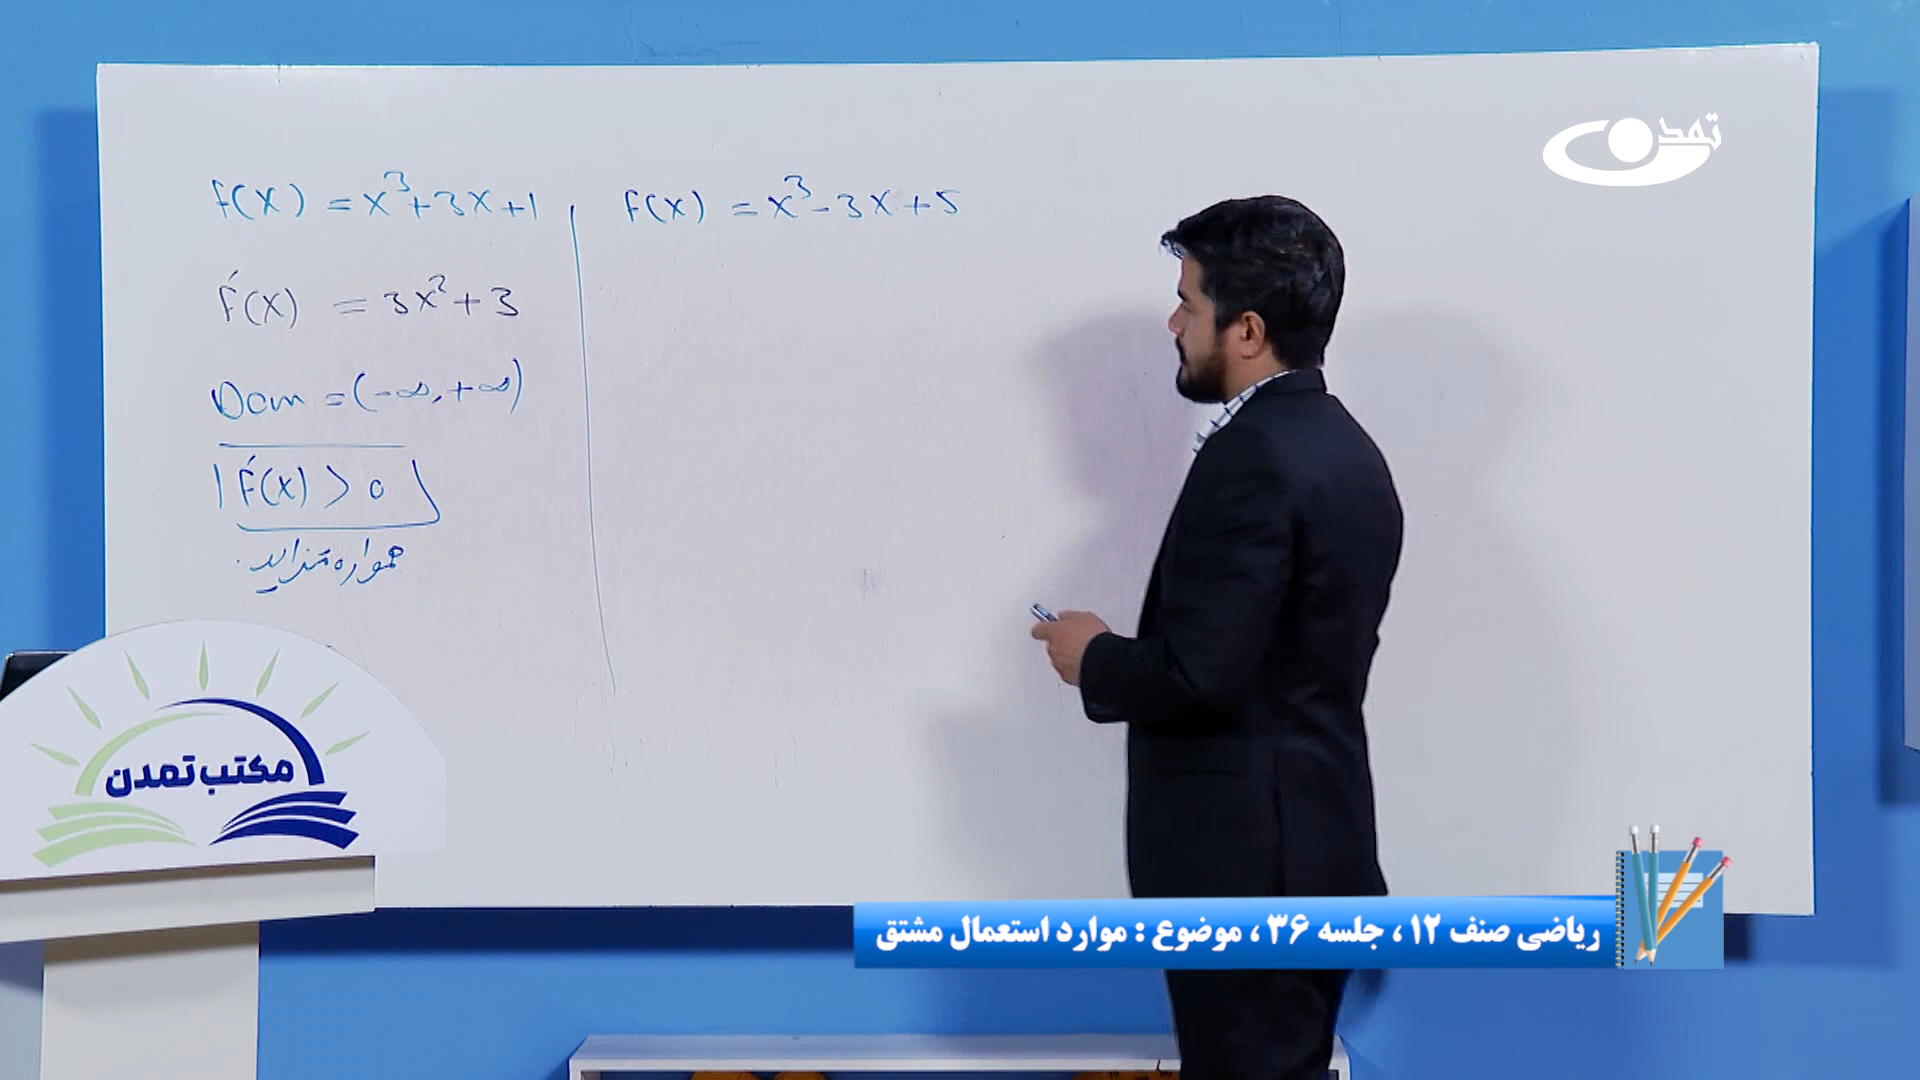 تمدن
f(x) = x³+3x+1 , f(x) = x³-3x+5
f́(x) = 3x²+3
Dom = (-∞,+∞)
f́(x) > 0
همواره متزاید.
مکتب تمدن
ریاضی صنف ۱۲ ، جلسه ۳۶ ، موضوع : موارد استعمال مشتق